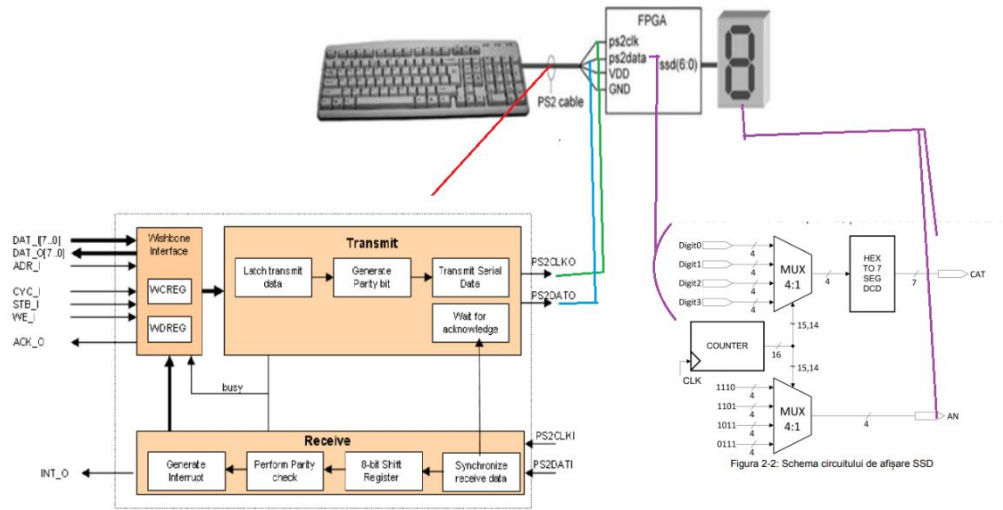 FPGA
ps2clk
ps2data
VDD
GND
ssd(6:0)
PS2 cable
DAT_I[7..0]
DAT_O[7..0]
ADR_I
CYC_I
STB_I
WE_I
ACK_O
INT_O
Wishbone
Interface
WCREG
WDREG
Transmit
Latch transmit
data
Generate
Parity bit
Transmit Serial
Data
Wait for
acknowledge
PS2CLKO
PS2DATO
busy
Receive
Generate
Interrupt
Perform Parity
check
8-bit Shift
Register
Synchronize
receive data
PS2CLKI
PS2DATI
Digit0
Digit1
Digit2
Digit3
4
4
4
4
MUX
4:1
4
HEX
TO 7
SEG
DCD
7
CAT
COUNTER
CLK
16
15,14
15,14
1110
1101
1011
0111
4
4
4
4
MUX
4:1
4
AN
Figura 2-2: Schema circuitului de afișare SSD